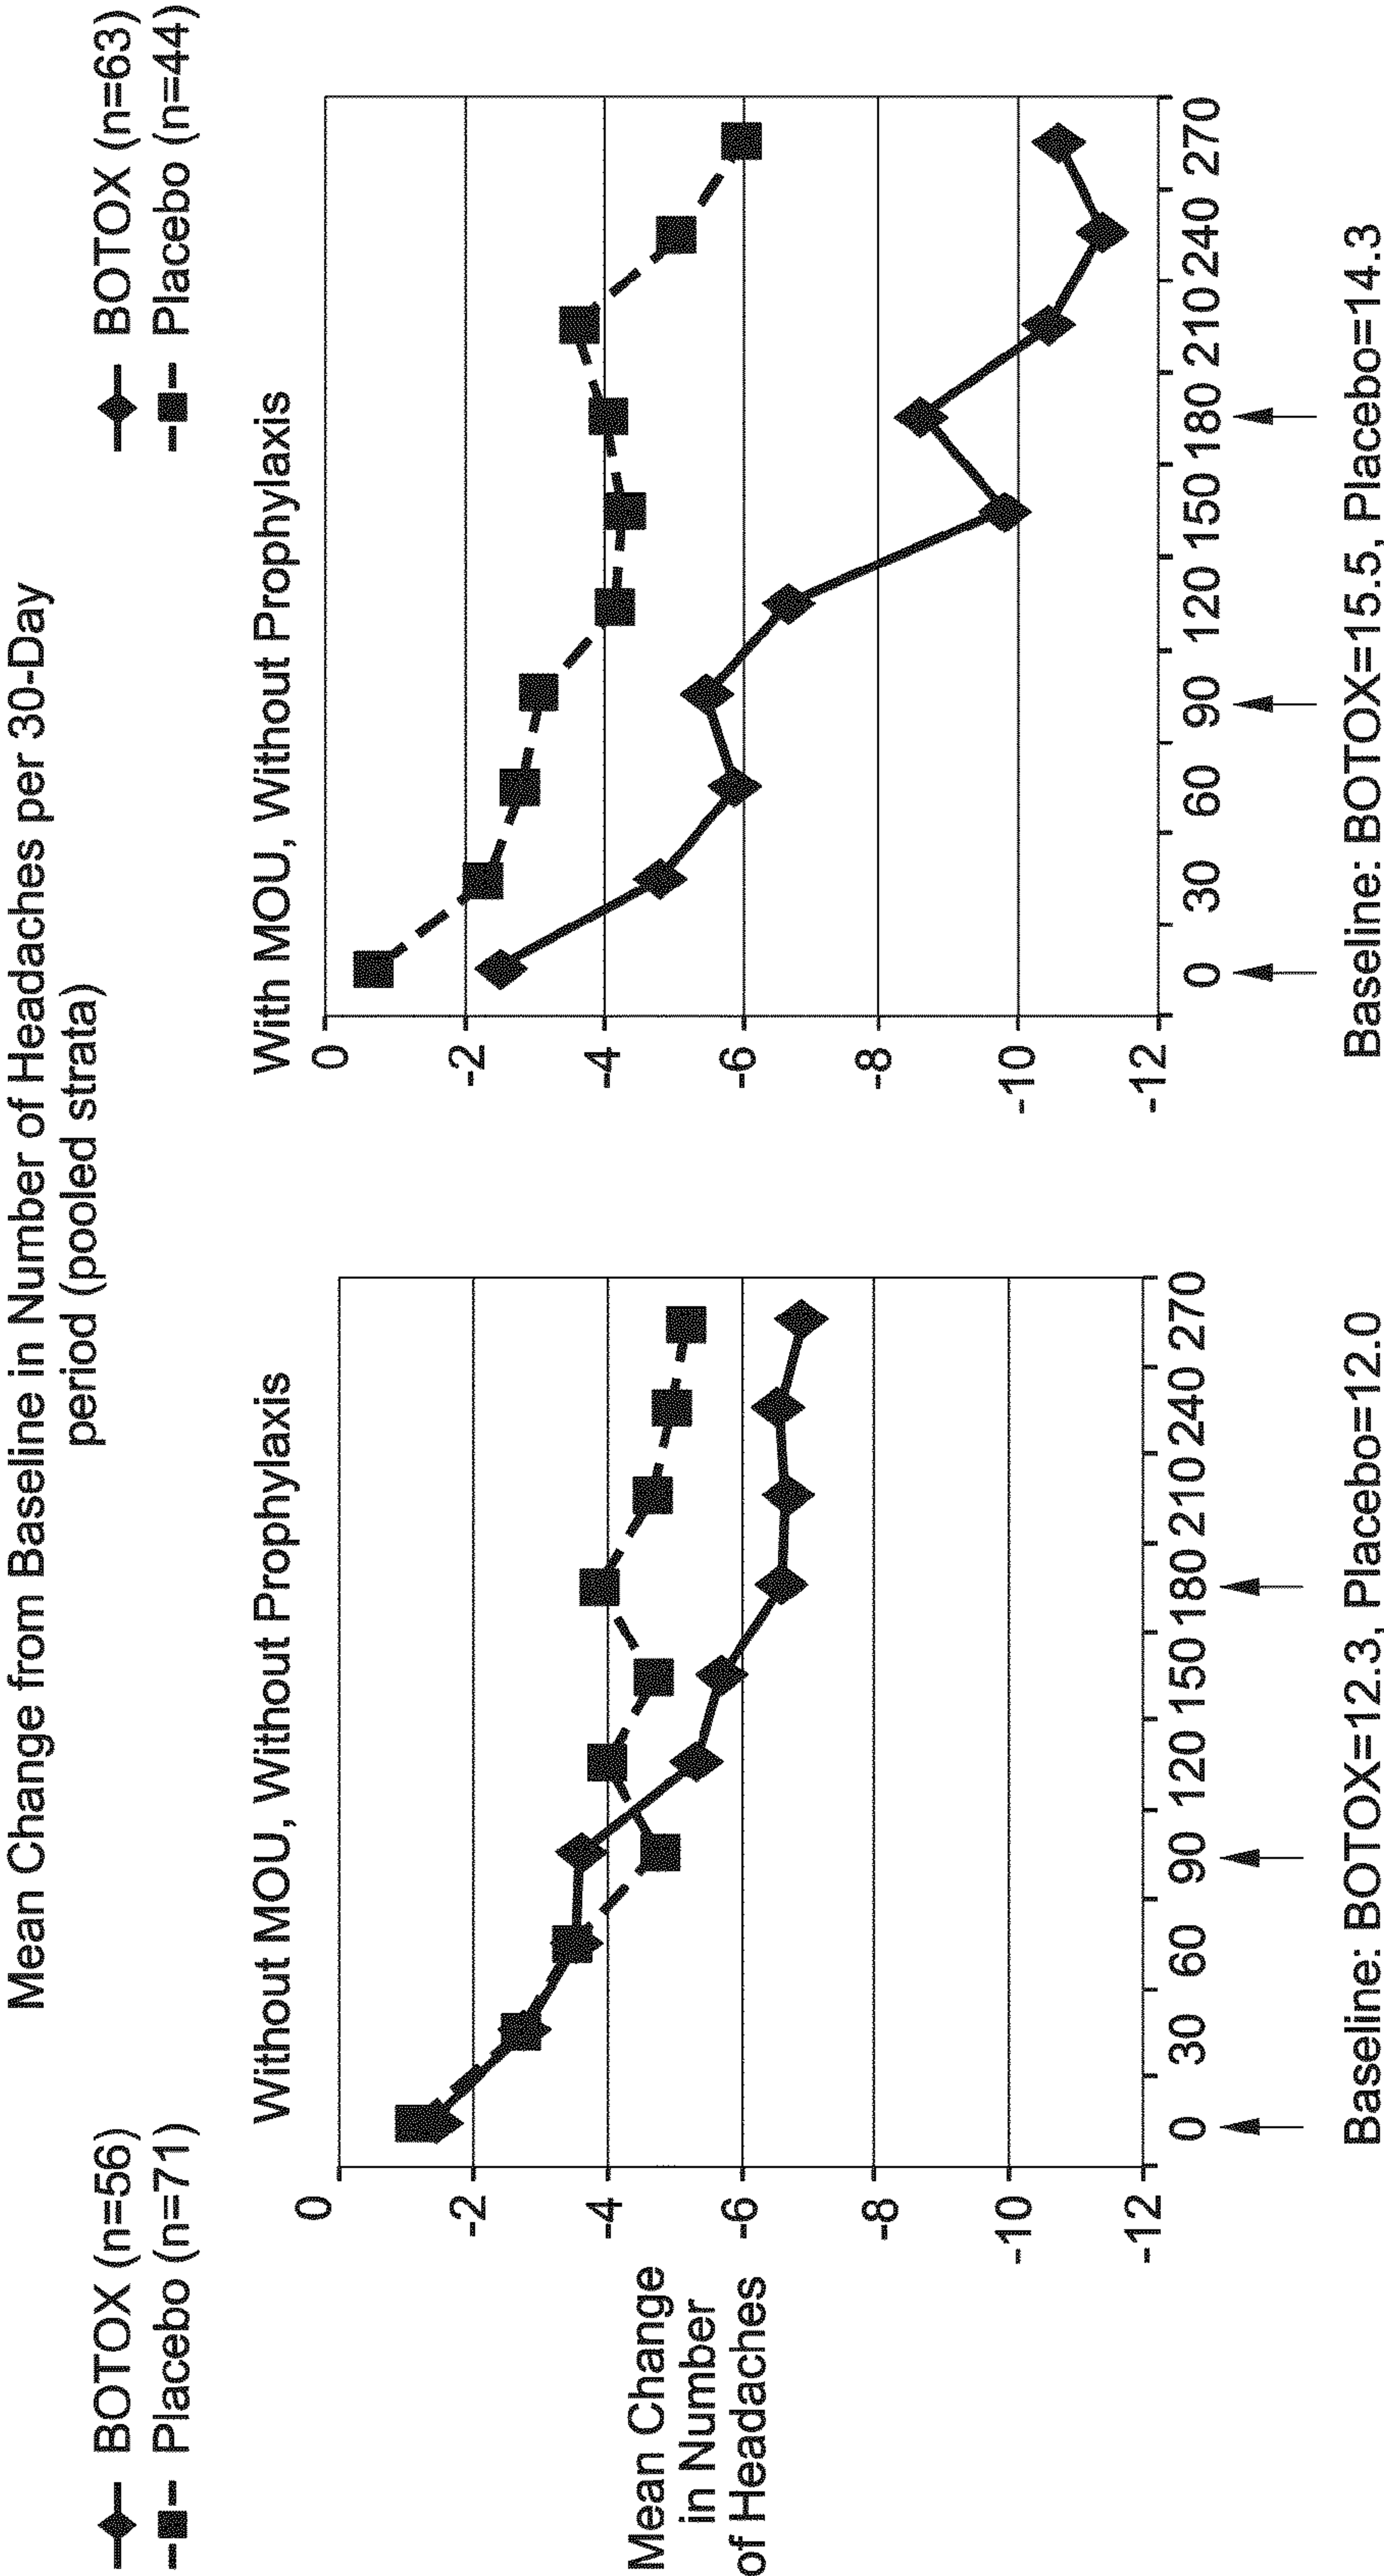 Mean Change from Baseline in Number of Headaches per 30-Day
period (pooled strata)
BOTOX (n=56)
Placebo (n=71)
BOTOX (n=63)
Placebo (n=44)
Without MOU, Without Prophylaxis
Mean Change
in Number
of Headaches
0
-2
-4
-6
-8
-10
-12
0 30 60 90 120 150 180 210 240 270
Baseline: BOTOX=12.3, Placebo=12.0
With MOU, Without Prophylaxis
0
-2
-4
-6
-8
-10
-12
0 30 60 90 120 150 180 210 240 270
Baseline: BOTOX=15.5, Placebo=14.3